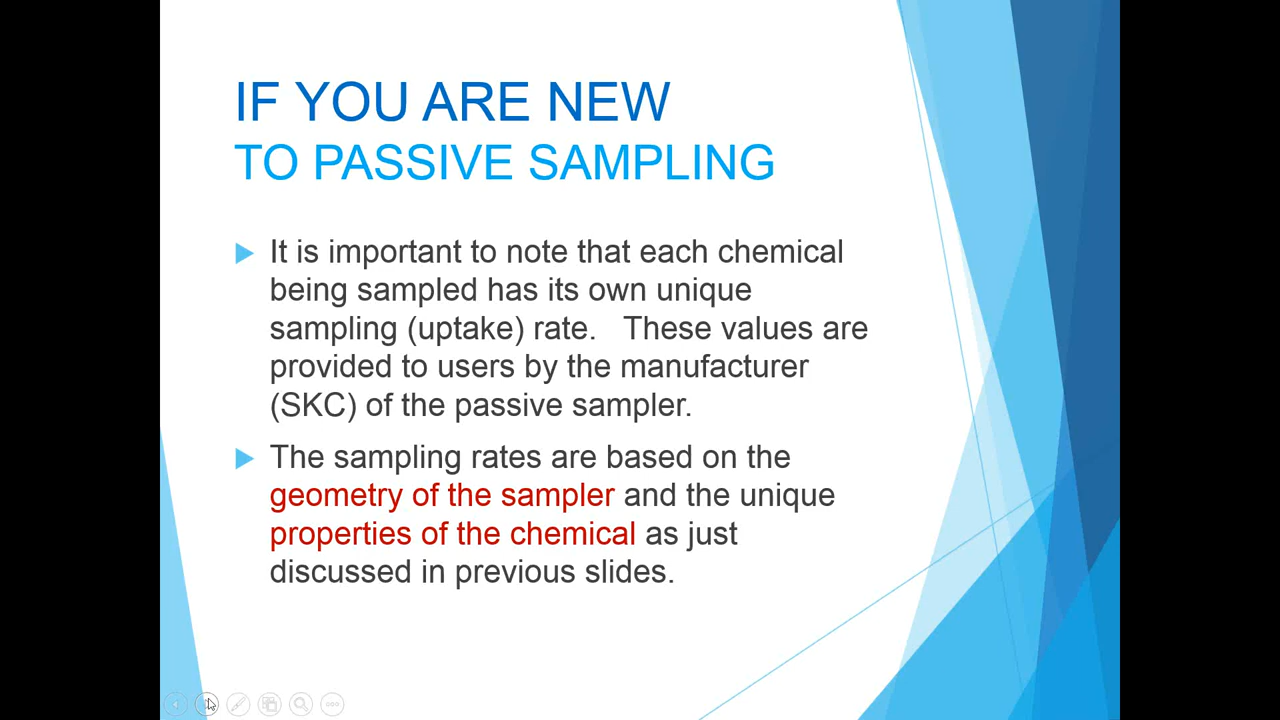 IF YOU ARE NEW
TO PASSIVE SAMPLING
It is important to note that each chemical
being sampled has its own unique
sampling (uptake) rate.   These values are
provided to users by the manufacturer
(SKC) of the passive sampler.
The sampling rates are based on the
geometry of the sampler and the unique
properties of the chemical as just
discussed in previous slides.